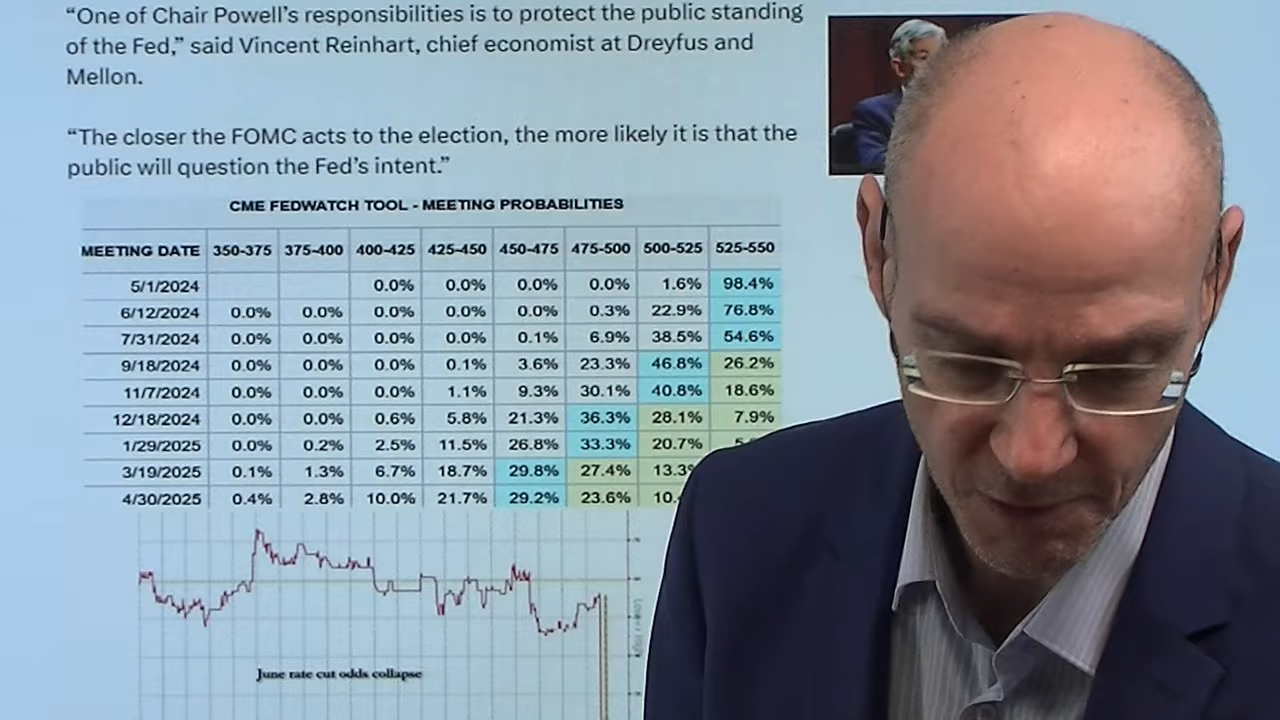 “One of Chair Powell’s responsibilities is to protect the public standing
of the Fed,” said Vincent Reinhart, chief economist at Dreyfus and
Mellon.
“The closer the FOMC acts to the election, the more likely it is that the
public will question the Fed’s intent.”
CME FEDWATCH TOOL - MEETING PROBABILITIES
MEETING DATE 350-375 375-400 400-425 425-450 450-475 475-500 500-525 525-550
5/1/2024 0.0% 0.0% 0.0% 0.0% 1.6% 98.4%
6/12/2024 0.0% 0.0% 0.0% 0.0% 0.0% 0.3% 22.9% 76.8%
7/31/2024 0.0% 0.0% 0.0% 0.0% 0.1% 6.9% 38.5% 54.6%
9/18/2024 0.0% 0.0% 0.0% 0.1% 3.6% 23.3% 46.8% 26.2%
11/7/2024 0.0% 0.0% 0.0% 1.1% 9.3% 30.1% 40.8% 18.6%
12/18/2024 0.0% 0.0% 0.6% 5.8% 21.3% 36.3% 28.1% 7.9%
1/29/2025 0.0% 0.2% 2.5% 11.5% 26.8% 33.3% 20.7%
3/19/2025 0.1% 1.3% 6.7% 18.7% 29.8% 27.4% 13.3%
4/30/2025 0.4% 2.8% 10.0% 21.7% 29.2% 23.6% 10.
June rate cut odds collapse